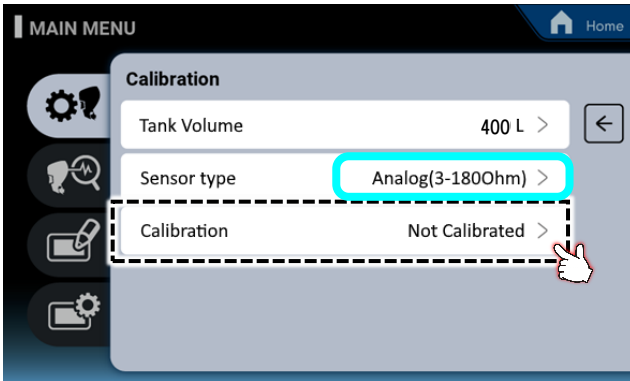 MAIN MENU
Home
Calibration
Tank Volume 400 L >
Sensor type Analog(3-180Ohm) >
Calibration Not Calibrated >